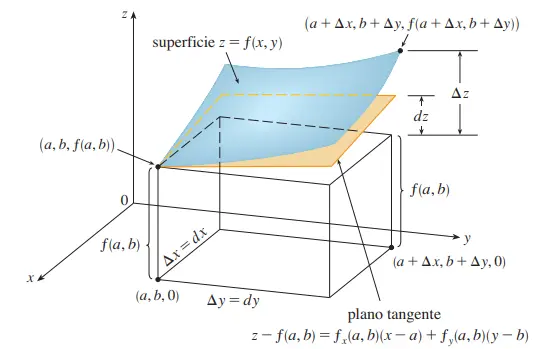 z
(a + Δx, b + Δy, f(a + Δx, b + Δy))
superficie z = f(x, y)
Δz
dz
(a, b, f(a, b))
f(a, b)
0
f(a, b)
Δx = dx
y
x
(a + Δx, b + Δy, 0)
(a, b, 0)
Δy = dy
plano tangente
z − f(a, b) = fₓ(a, b)(x − a) + f_y(a, b)(y − b)